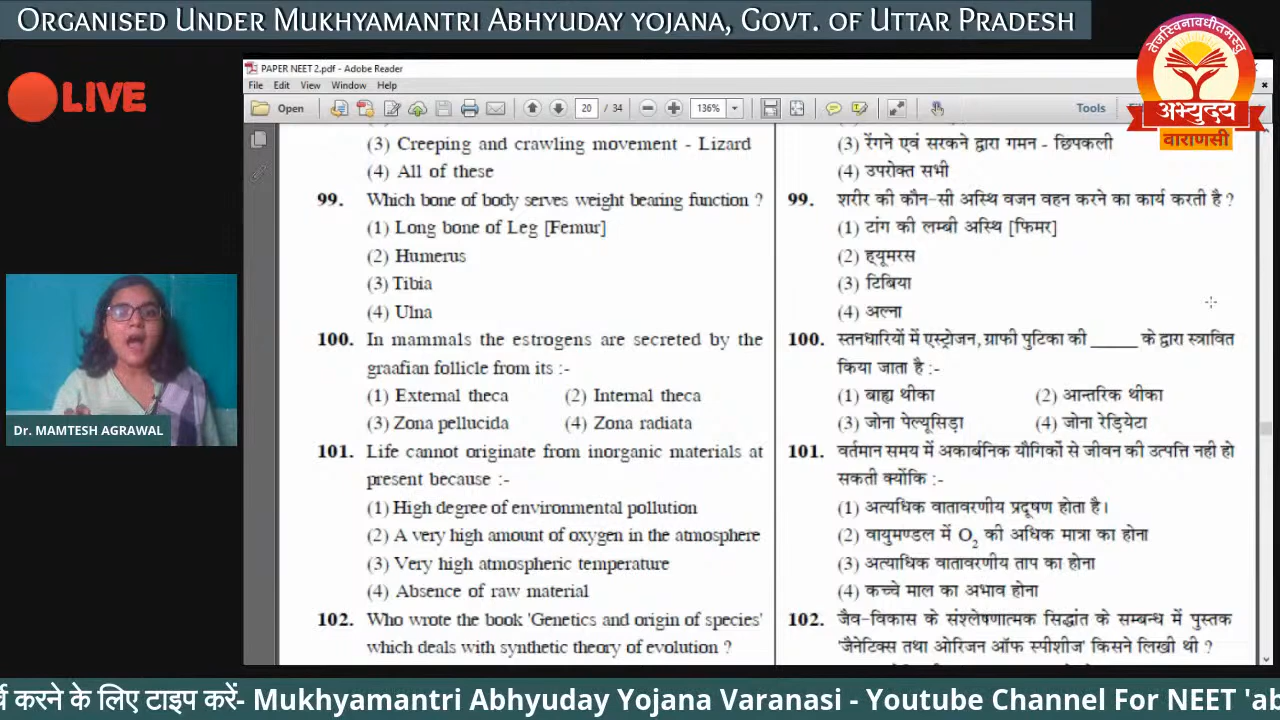 Organised Under Mukhyamantri Abhyuday yojana, Govt. of Uttar Pradesh
तेजस्विनावधीतमस्तु
अभ्युदय
वाराणसी
LIVE
PAPER NEET 2.pdf - Adobe Reader
File Edit View Window Help
Open 20 / 34 136% Tools
(3) Creeping and crawling movement - Lizard
(4) All of these
99. Which bone of body serves weight bearing function ?
(1) Long bone of Leg [Femur]
(2) Humerus
(3) Tibia
(4) Ulna
100. In mammals the estrogens are secreted by the
graafian follicle from its :-
(1) External theca (2) Internal theca
(3) Zona pellucida (4) Zona radiata
101. Life cannot originate from inorganic materials at
present because :-
(1) High degree of environmental pollution
(2) A very high amount of oxygen in the atmosphere
(3) Very high atmospheric temperature
(4) Absence of raw material
102. Who wrote the book 'Genetics and origin of species'
which deals with synthetic theory of evolution ?
(3) रेंगने एवं सरकने द्वारा गमन - छिपकली
(4) उपरोक्त सभी
99. शरीर की कौन-सी अस्थि वजन वहन करने का कार्य करती है ?
(1) टांग की लम्बी अस्थि [फिमर]
(2) ह्यूमरस
(3) टिबिया
(4) अल्ना
100. स्तनधारियों में एस्ट्रोजन, ग्राफी पुटिका की _____ के द्वारा स्त्रावित
किया जाता है :-
(1) बाह्य थीका (2) आन्तरिक थीका
(3) जोना पेल्यूसिड़ा (4) जोना रेड़ियेटा
101. वर्तमान समय में अकार्बनिक यौगिकों से जीवन की उत्पत्ति नही हो
सकती क्योंकि :-
(1) अत्यधिक वातावरणीय प्रदूषण होता है।
(2) वायुमण्डल में O2 की अधिक मात्रा का होना
(3) अत्याधिक वातावरणीय ताप का होना
(4) कच्चे माल का अभाव होना
102. जैव-विकास के संश्लेषणात्मक सिद्धांत के सम्बन्ध में पुस्तक
'जैनेटिक्स तथा ओरिजन ऑफ स्पीशीज' किसने लिखी थी ?
Dr. MAMTESH AGRAWAL
करने के लिए टाइप करें- Mukhyamantri Abhyuday Yojana Varanasi - Youtube Channel For NEET 'ab